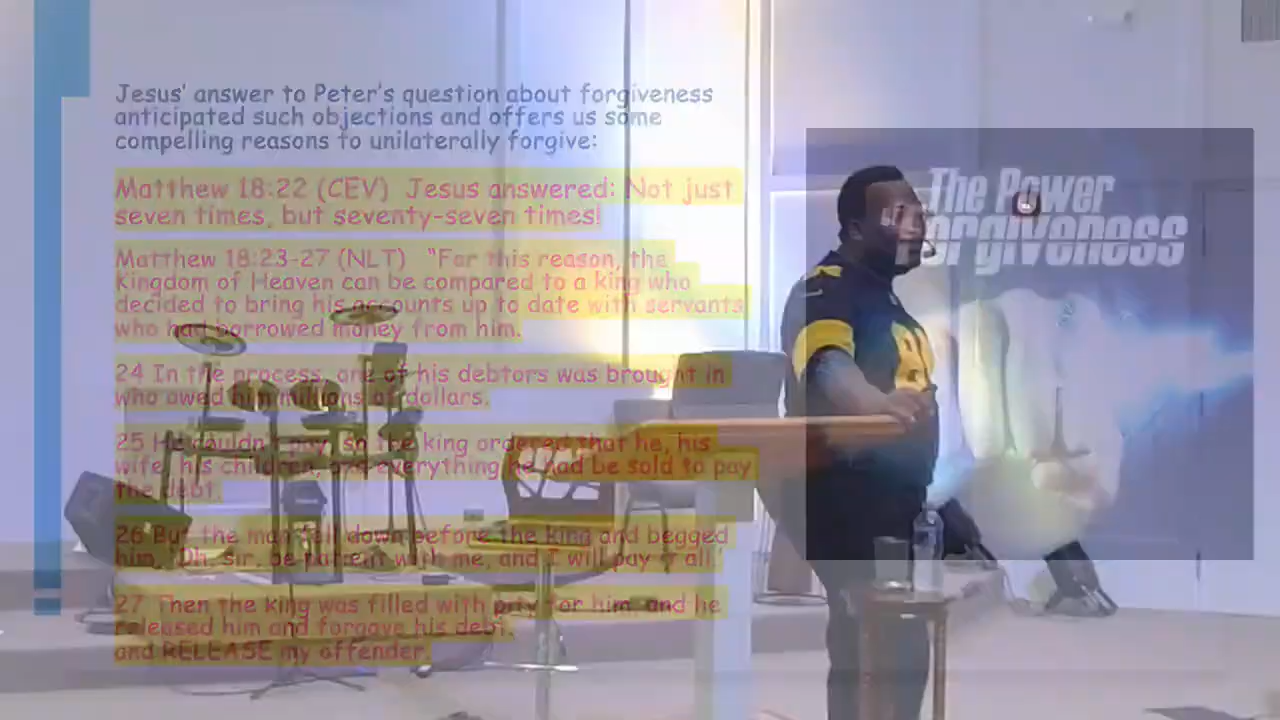 Jesus' answer to Peter's question about forgiveness
anticipated such objections and offers us some
compelling reasons to unilaterally forgive:
Matthew 18:22 (CEV) Jesus answered: Not just
seven times, but seventy-seven times!
Matthew 18:23-27 (NLT) "For this reason, the
Kingdom of Heaven can be compared to a king who
decided to bring his accounts up to date with servants
who had borrowed money from him.
24 In the process, one of his debtors was brought in
who owed him millions of dollars.
25 He couldn't pay, so the king ordered that he, his
wife, his children, and everything he had be sold to pay
the debt.
26 But the man fell down before the king and begged
him, 'Oh, sir, be patient with me, and I will pay it all.'
27 Then the king was filled with pity for him, and he
released him and forgave his debt.
and RELEASE my offender.
The Power
Forgiveness